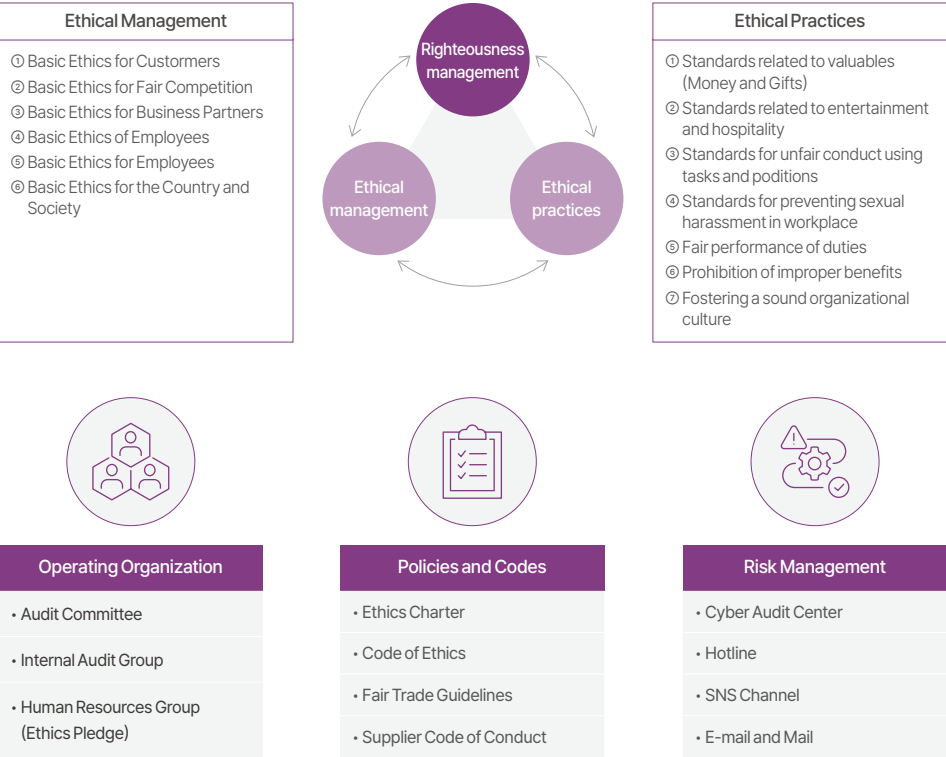 Ethical Management
① Basic Ethics for Custormers
② Basic Ethics for Fair Competition
③ Basic Ethics for Business Partners
④ Basic Ethics of Employees
⑤ Basic Ethics for Employees
⑥ Basic Ethics for the Country and
Society
Righteousness
management
Ethical
management
Ethical
practices
Ethical Practices
① Standards related to valuables
(Money and Gifts)
② Standards related to entertainment
and hospitality
③ Standards for unfair conduct using
tasks and poditions
④ Standards for preventing sexual
harassment in workplace
⑤ Fair performance of duties
⑥ Prohibition of improper benefits
⑦ Fostering a sound organizational
culture
Operating Organization
• Audit Committee
• Internal Audit Group
• Human Resources Group
(Ethics Pledge)
Policies and Codes
• Ethics Charter
• Code of Ethics
• Fair Trade Guidelines
• Supplier Code of Conduct
Risk Management
• Cyber Audit Center
• Hotline
• SNS Channel
• E-mail and Mail